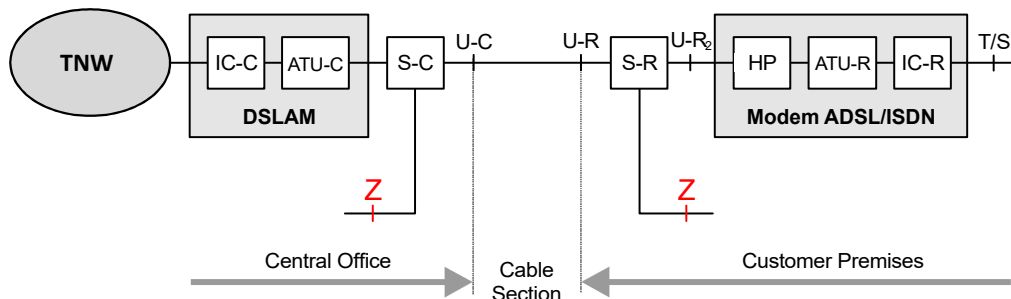 TNW
IC-C
ATU-C
DSLAM
S-C
U-C
U-R
S-R
U-R2
HP
ATU-R
IC-R
Modem ADSL/ISDN
T/S
Z
Z
Central Office
Cable
Section
Customer Premises